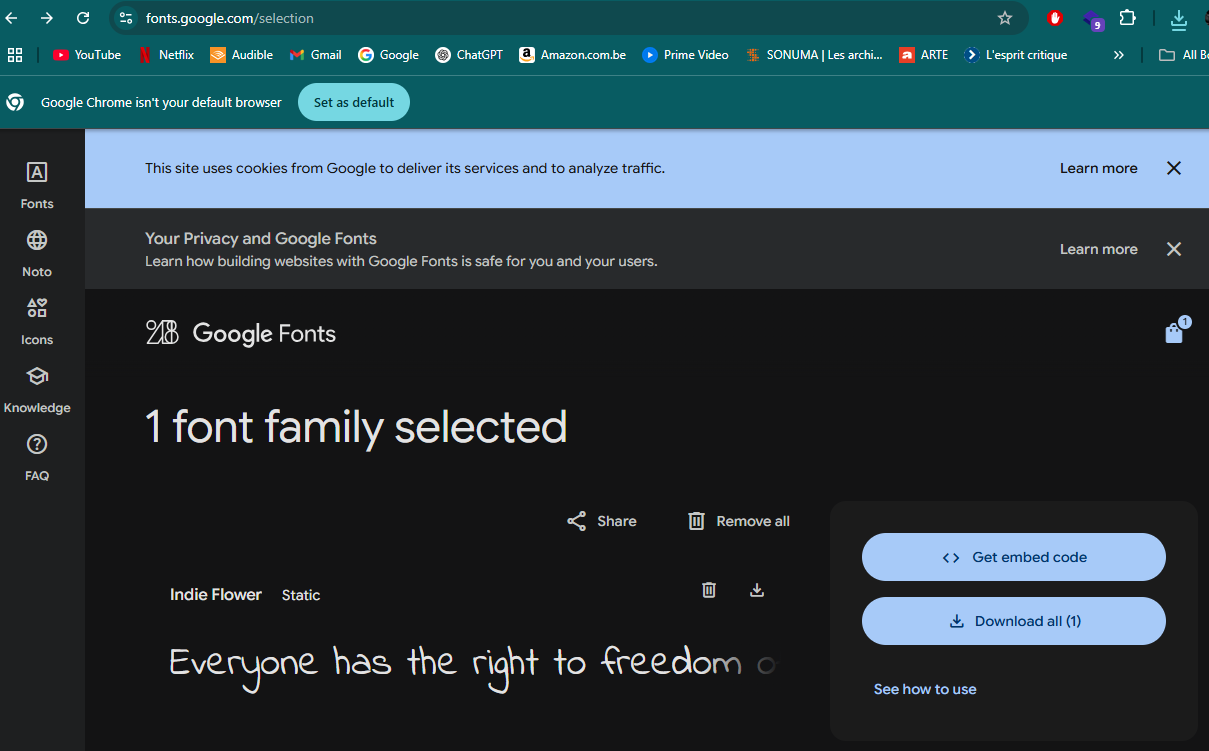 fonts.google.com/selection
9
YouTube Netflix Audible Gmail Google ChatGPT Amazon.com.be Prime Video SONUMA | Les archi... ARTE L'esprit critique » All Bo
Google Chrome isn't your default browser Set as default
This site uses cookies from Google to deliver its services and to analyze traffic. Learn more
Your Privacy and Google Fonts
Learn how building websites with Google Fonts is safe for you and your users.
Learn more
Fonts
Noto
Icons
Knowledge
FAQ
Google Fonts
1
1 font family selected
Share Remove all
Indie Flower Static
Everyone has the right to freedom o
Get embed code
Download all (1)
See how to use